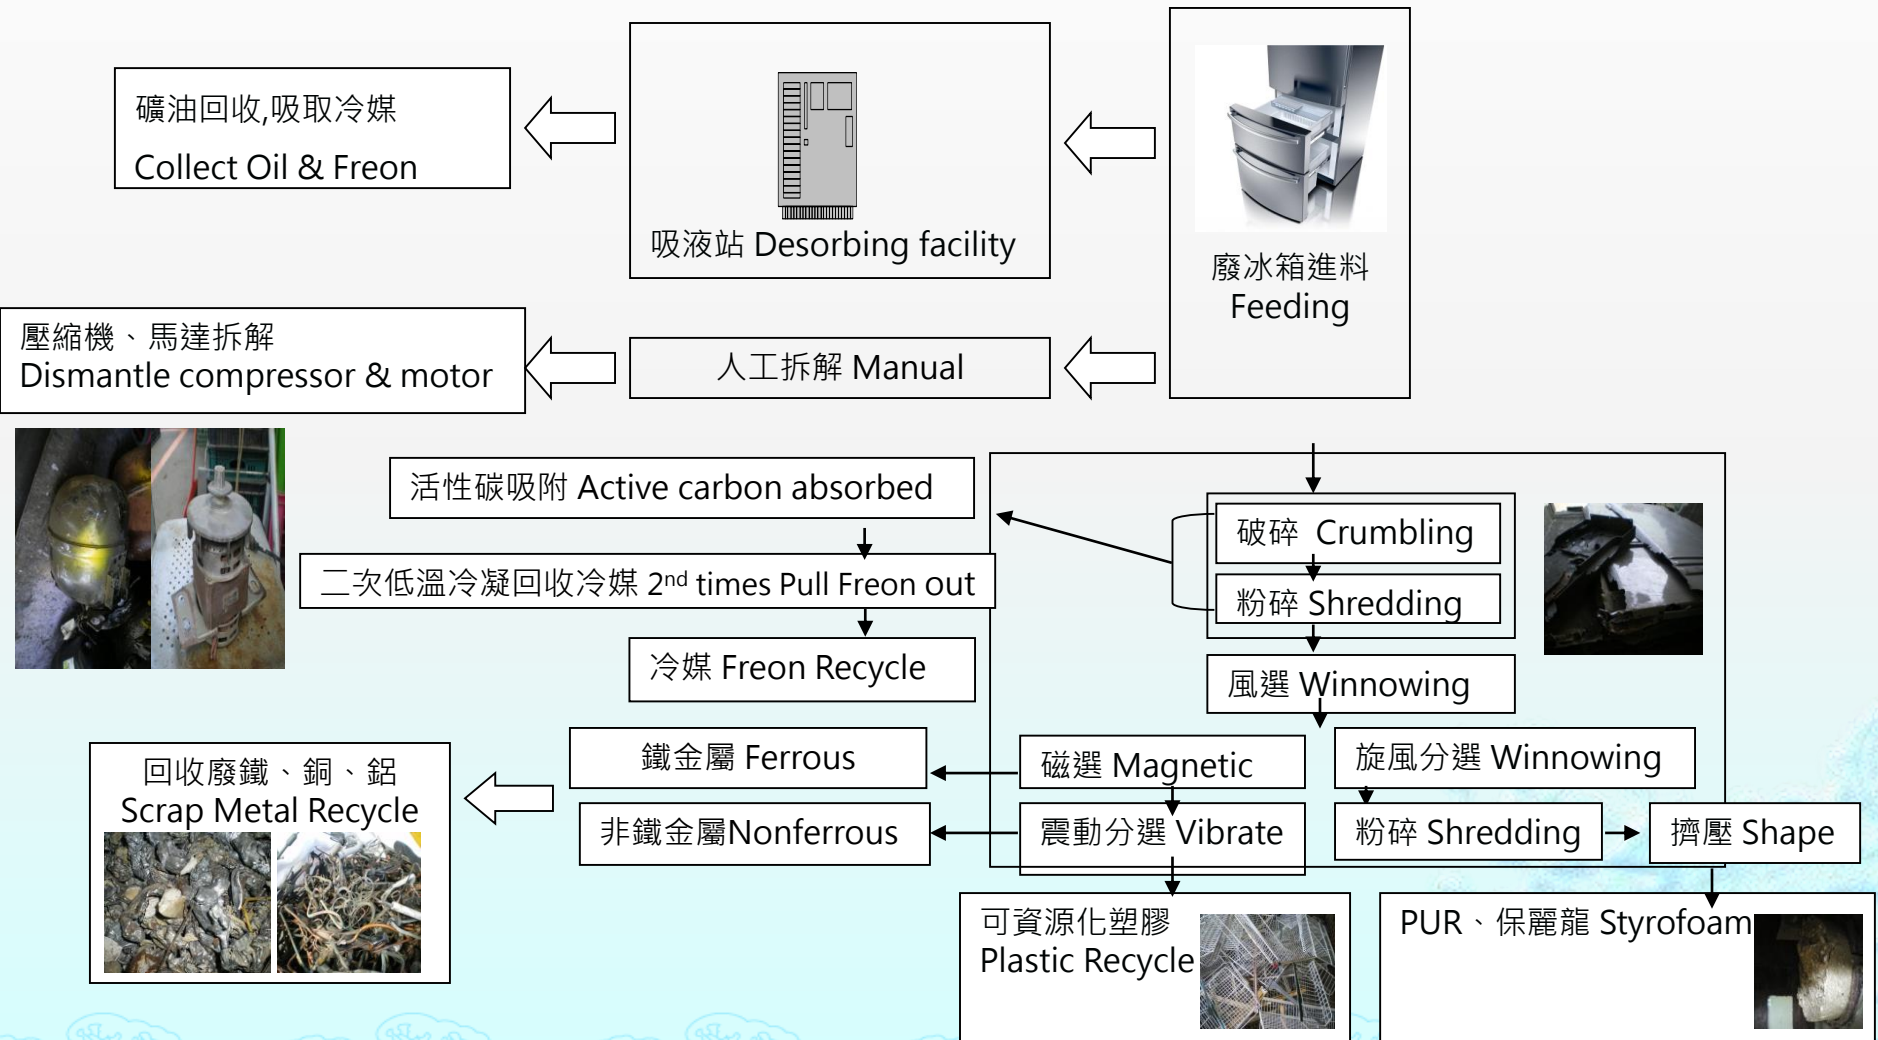 礦油回收,吸取冷媒
Collect Oil & Freon
吸液站 Desorbing facility
廢冰箱進料
Feeding
壓縮機、馬達拆解
Dismantle compressor & motor
人工拆解 Manual
活性碳吸附 Active carbon absorbed
二次低溫冷凝回收冷媒 2nd times Pull Freon out
冷媒 Freon Recycle
破碎 Crumbling
粉碎 Shredding
風選 Winnowing
回收廢鐵、銅、鋁
Scrap Metal Recycle
鐵金屬 Ferrous
非鐵金屬Nonferrous
磁選 Magnetic
震動分選 Vibrate
旋風分選 Winnowing
粉碎 Shredding
擠壓 Shape
可資源化塑膠
Plastic Recycle
PUR、保麗龍 Styrofoam